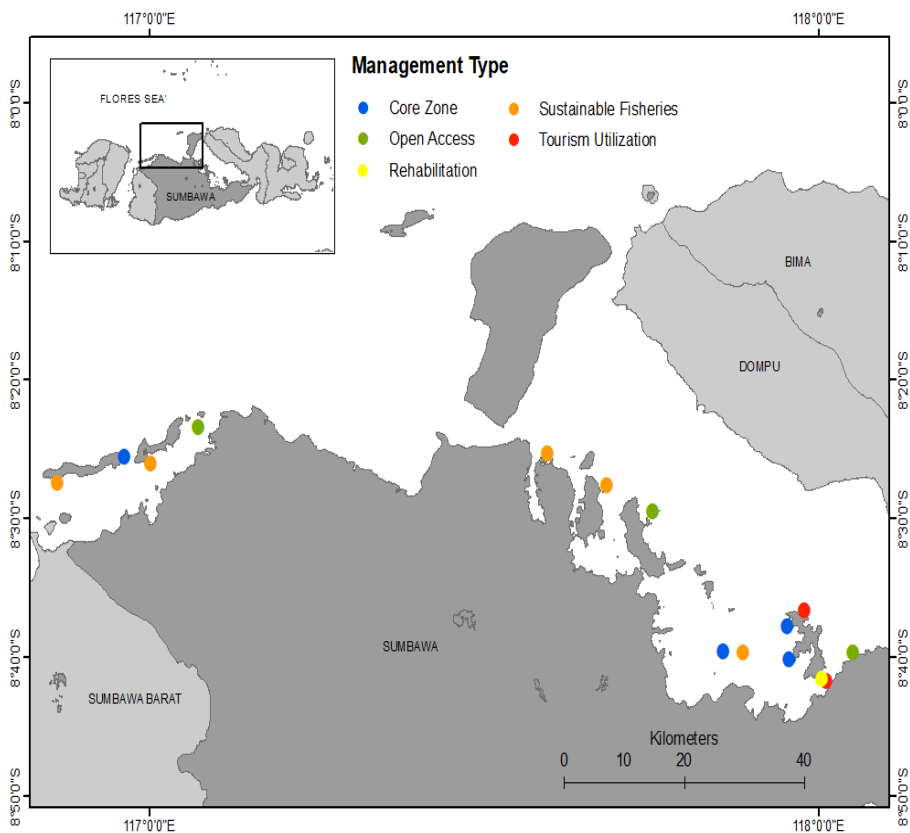 117°0'0"E
118°0'0"E
Management Type
FLORES SEA'
Core Zone
Sustainable Fisheries
Open Access
Tourism Utilization
Rehabilitation
SUMBAWA
8°0'0"S
8°0'0"S
8°10'0"S
8°10'0"S
BIMA
DOMPU
8°20'0"S
8°20'0"S
8°30'0"S
8°30'0"S
SUMBAWA
8°40'0"S
8°40'0"S
SUMBAWA BARAT
Kilometers
0 10 20 40
8°50'0"S
8°50'0"S
117°0'0"E
118°0'0"E